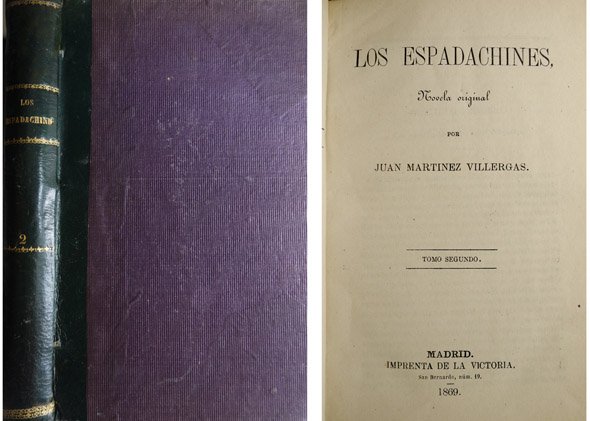 LOS
ESPADACHINE
2
LOS ESPADACHINES,
Novela original
POR
JUAN MARTINEZ VILLERGAS.
TOMO SEGUNDO.
MADRID.
IMPRENTA DE LA VICTORIA.
San Bernardo, núm. 19.
1869.